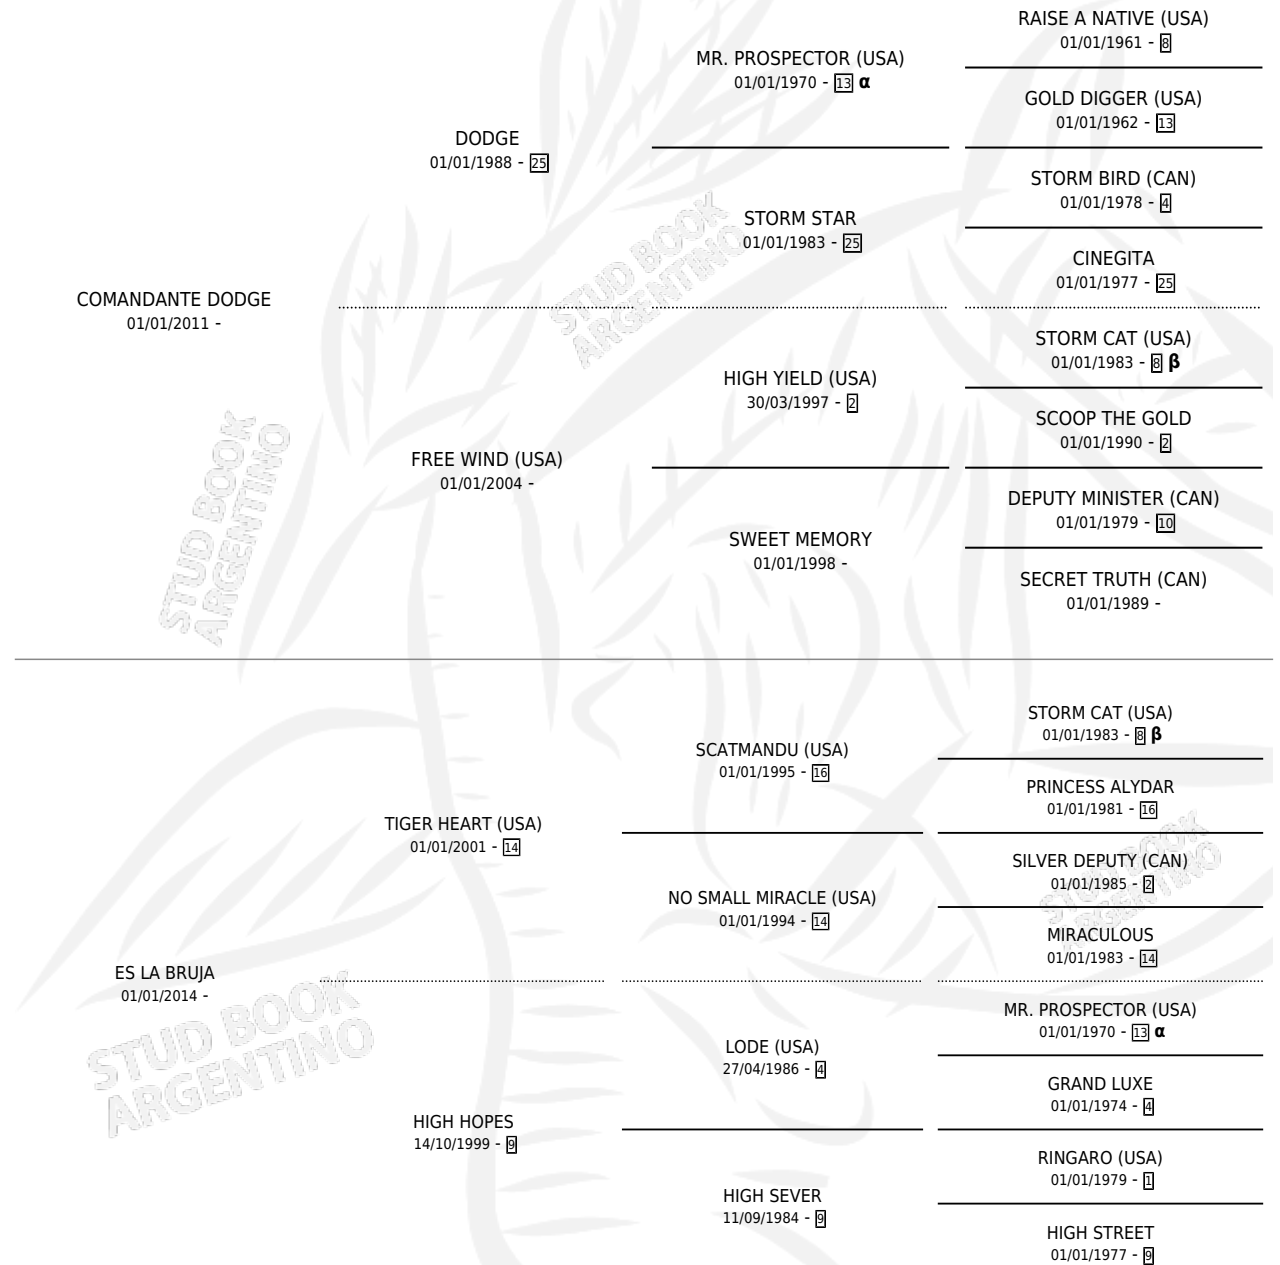 RAISE A NATIVE (USA)
01/01/1961 - 8
MR. PROSPECTOR (USA)
01/01/1970 - 13 α
GOLD DIGGER (USA)
01/01/1962 - 13
DODGE
01/01/1988 - 25
STORM BIRD (CAN)
01/01/1978 - 4
STORM STAR
01/01/1983 - 25
CINEGITA
01/01/1977 - 25
COMANDANTE DODGE
01/01/2011 -
STORM CAT (USA)
01/01/1983 - 8 β
HIGH YIELD (USA)
30/03/1997 - 2
SCOOP THE GOLD
01/01/1990 - 2
FREE WIND (USA)
01/01/2004 -
DEPUTY MINISTER (CAN)
01/01/1979 - 10
SWEET MEMORY
01/01/1998 -
SECRET TRUTH (CAN)
01/01/1989 -
STUD BOOK
ARGENTINO
STUD BOOK
ARGENTINO
STORM CAT (USA)
01/01/1983 - 8 β
SCATMANDU (USA)
01/01/1995 - 16
PRINCESS ALYDAR
01/01/1981 - 16
TIGER HEART (USA)
01/01/2001 - 14
SILVER DEPUTY (CAN)
01/01/1985 - 2
NO SMALL MIRACLE (USA)
01/01/1994 - 14
MIRACULOUS
01/01/1983 - 14
STUD BOOK
ARGENTINO
ES LA BRUJA
01/01/2014 -
MR. PROSPECTOR (USA)
01/01/1970 - 13 α
LODE (USA)
27/04/1986 - 4
GRAND LUXE
01/01/1974 - 4
HIGH HOPES
14/10/1999 - 9
RINGARO (USA)
01/01/1979 - 1
HIGH SEVER
11/09/1984 - 9
HIGH STREET
01/01/1977 - 9
STUD BOOK
ARGENTINO